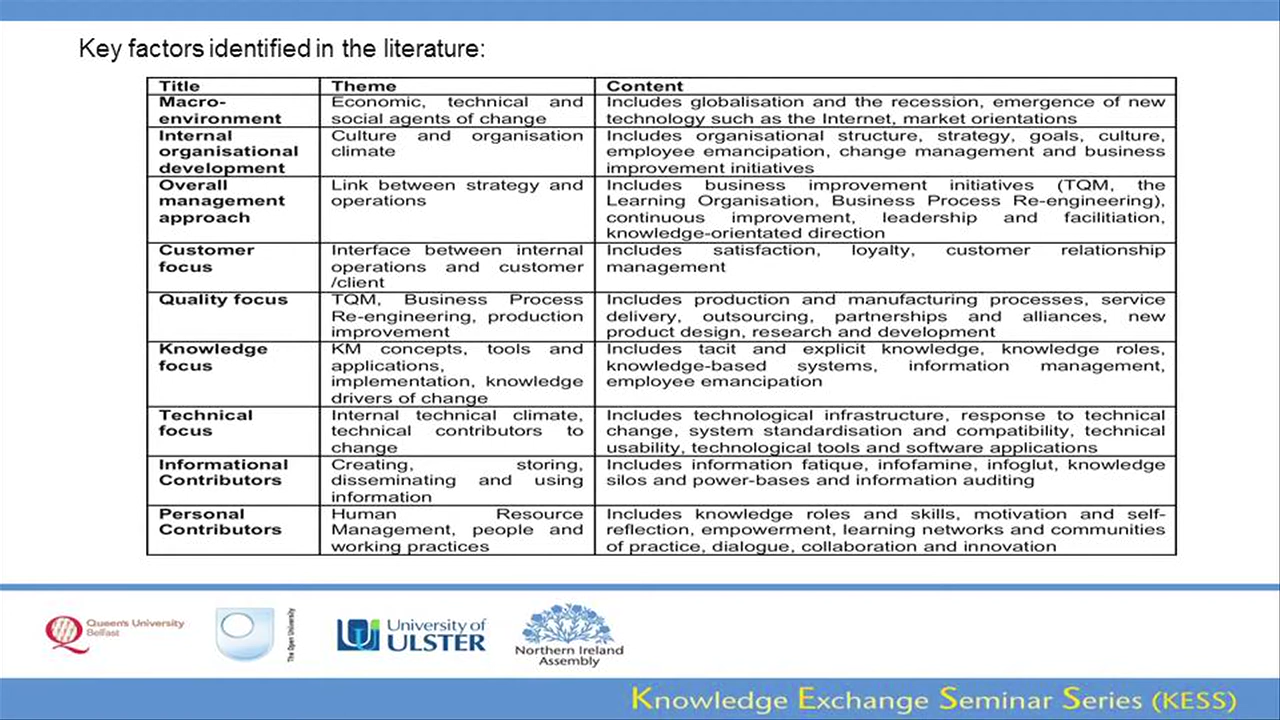 Key factors identified in the literature:
Title Theme Content
Macro-
environment
Economic, technical and
social agents of change
Includes globalisation and the recession, emergence of new
technology such as the Internet, market orientations
Internal
organisational
development
Culture and organisation
climate
Includes organisational structure, strategy, goals, culture,
employee emancipation, change management and business
improvement initiatives
Overall
management
approach
Link between strategy and
operations
Includes business improvement initiatives (TQM, the
Learning Organisation, Business Process Re-engineering),
continuous improvement, leadership and facilitiation,
knowledge-orientated direction
Customer
focus
Interface between internal
operations and customer
/client
Includes satisfaction, loyalty, customer relationship
management
Quality focus
TQM, Business Process
Re-engineering, production
improvement
Includes production and manufacturing processes, service
delivery, outsourcing, partnerships and alliances, new
product design, research and development
Knowledge
focus
KM concepts, tools and
applications,
implementation, knowledge
drivers of change
Includes tacit and explicit knowledge, knowledge roles,
knowledge-based systems, information management,
employee emancipation
Technical
focus
Internal technical climate,
technical contributors to
change
Includes technological infrastructure, response to technical
change, system standardisation and compatibility, technical
usability, technological tools and software applications
Informational
Contributors
Creating, storing,
disseminating and using
information
Includes information fatique, infofamine, infoglut, knowledge
silos and power-bases and information auditing
Personal
Contributors
Human Resource
Management, people and
working practices
Includes knowledge roles and skills, motivation and self-
reflection, empowerment, learning networks and communities
of practice, dialogue, collaboration and innovation
Queen's University
Belfast
The Open University
University of
ULSTER
Northern Ireland
Assembly
Knowledge Exchange Seminar Series (KESS)